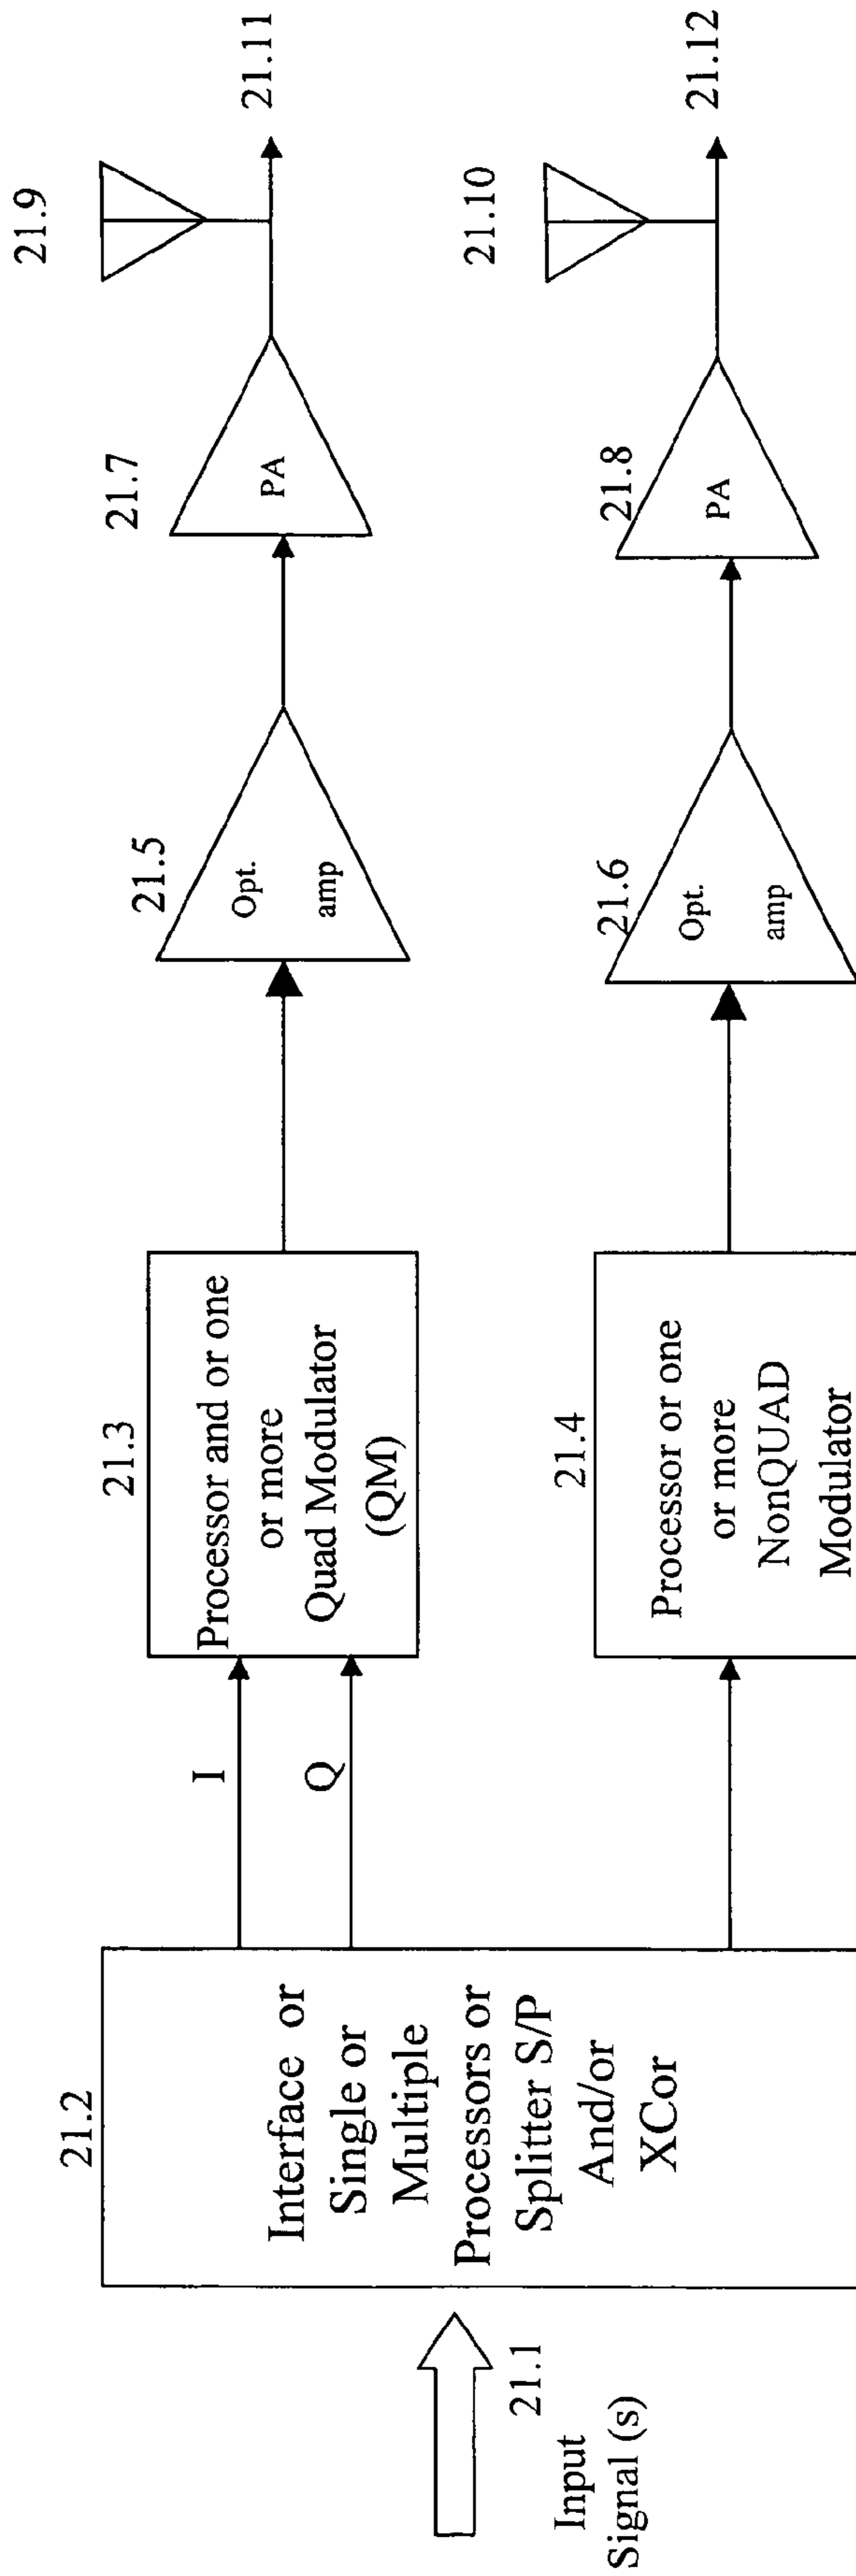 21.1
Input
Signal (s)
21.2
Interface or
Single or
Multiple
Processors or
Splitter S/P
And/or
XCor
I
Q
21.3
Processor and or one
or more
Quad Modulator
(QM)
21.5
Opt.
amp
21.7
PA
21.9
21.11
21.4
Processor or one
or more
NonQUAD
Modulator
21.6
Opt.
amp
21.8
PA
21.10
21.12